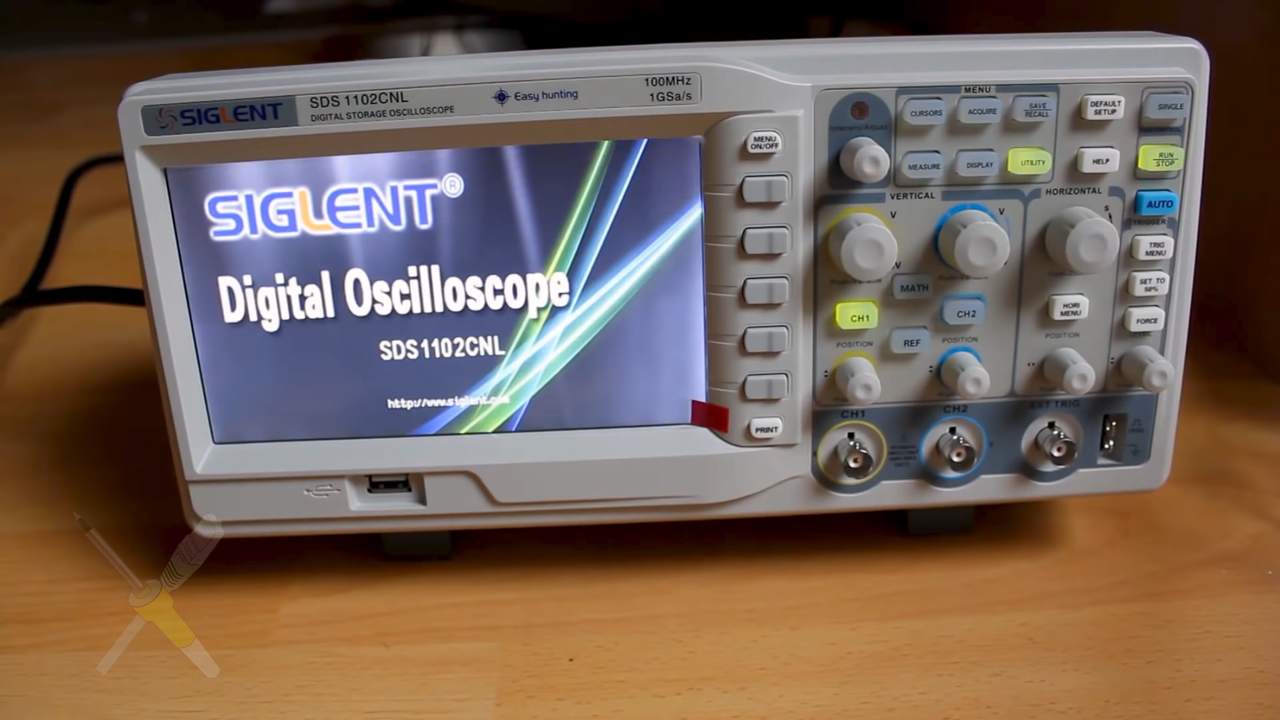 SIGLENT
SDS 1102CNL
DIGITAL STORAGE OSCILLOSCOPE
Easy hunting
100MHz
1GSa/s
SIGLENT®
Digital Oscilloscope
SDS1102CNL
http://www.siglent.com
MENU
ON/OFF
PRINT
Intensity/Adjust
MENU
CURSORS
ACQUIRE
SAVE
RECALL
MEASURE
DISPLAY
UTILITY
DEFAULT
SETUP
HELP
SINGLE
RUN
STOP
AUTO
VERTICAL
V
V
V
MATH
CH1
CH2
REF
POSITION
POSITION
HORIZONTAL
S
HORI
MENU
POSITION
TRIGGER
TRIG
MENU
SET TO
50%
FORCE
CH1
CH2
EXT TRIG